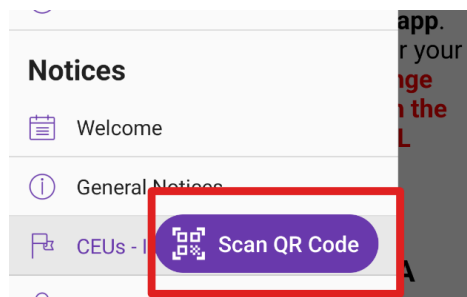 app.
r your
Notices
nge
n the
Welcome
L
General Notices
CEUs - I
Scan QR Code
A